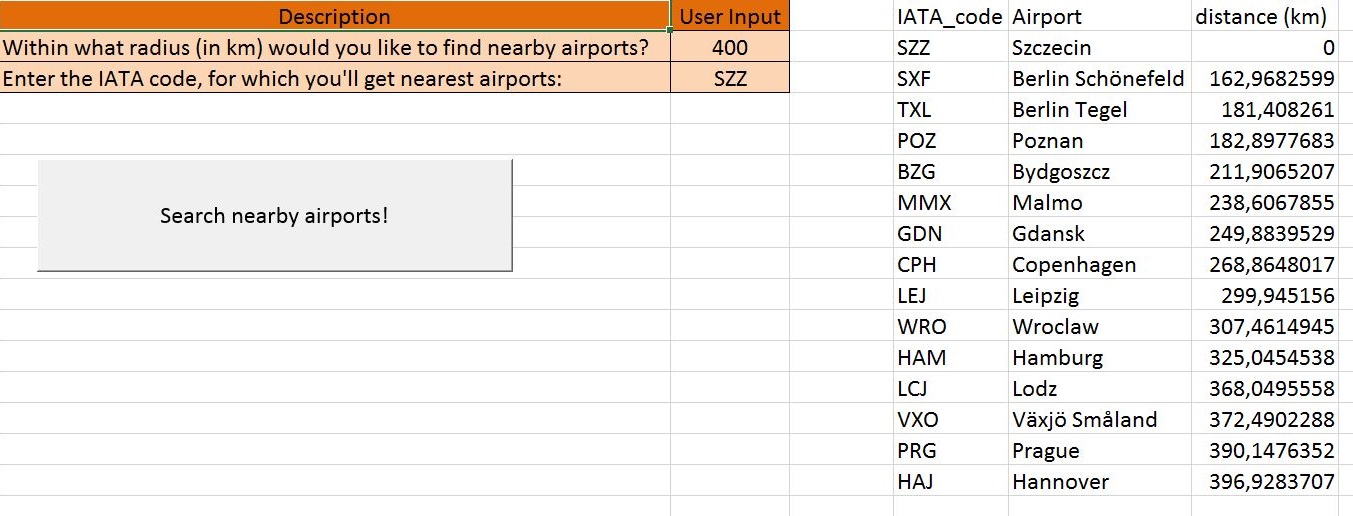 Description User Input IATA_code Airport distance (km)
Within what radius (in km) would you like to find nearby airports? 400 SZZ Szczecin 0
Enter the IATA code, for which you'll get nearest airports: SZZ SXF Berlin Schönefeld 162,9682599
TXL Berlin Tegel 181,408261
POZ Poznan 182,8977683
BZG Bydgoszcz 211,9065207
MMX Malmo 238,6067855
Search nearby airports!
GDN Gdansk 249,8839529
CPH Copenhagen 268,8648017
LEJ Leipzig 299,945156
WRO Wroclaw 307,4614945
HAM Hamburg 325,0454538
LCJ Lodz 368,0495558
VXO Växjö Småland 372,4902288
PRG Prague 390,1476352
HAJ Hannover 396,9283707